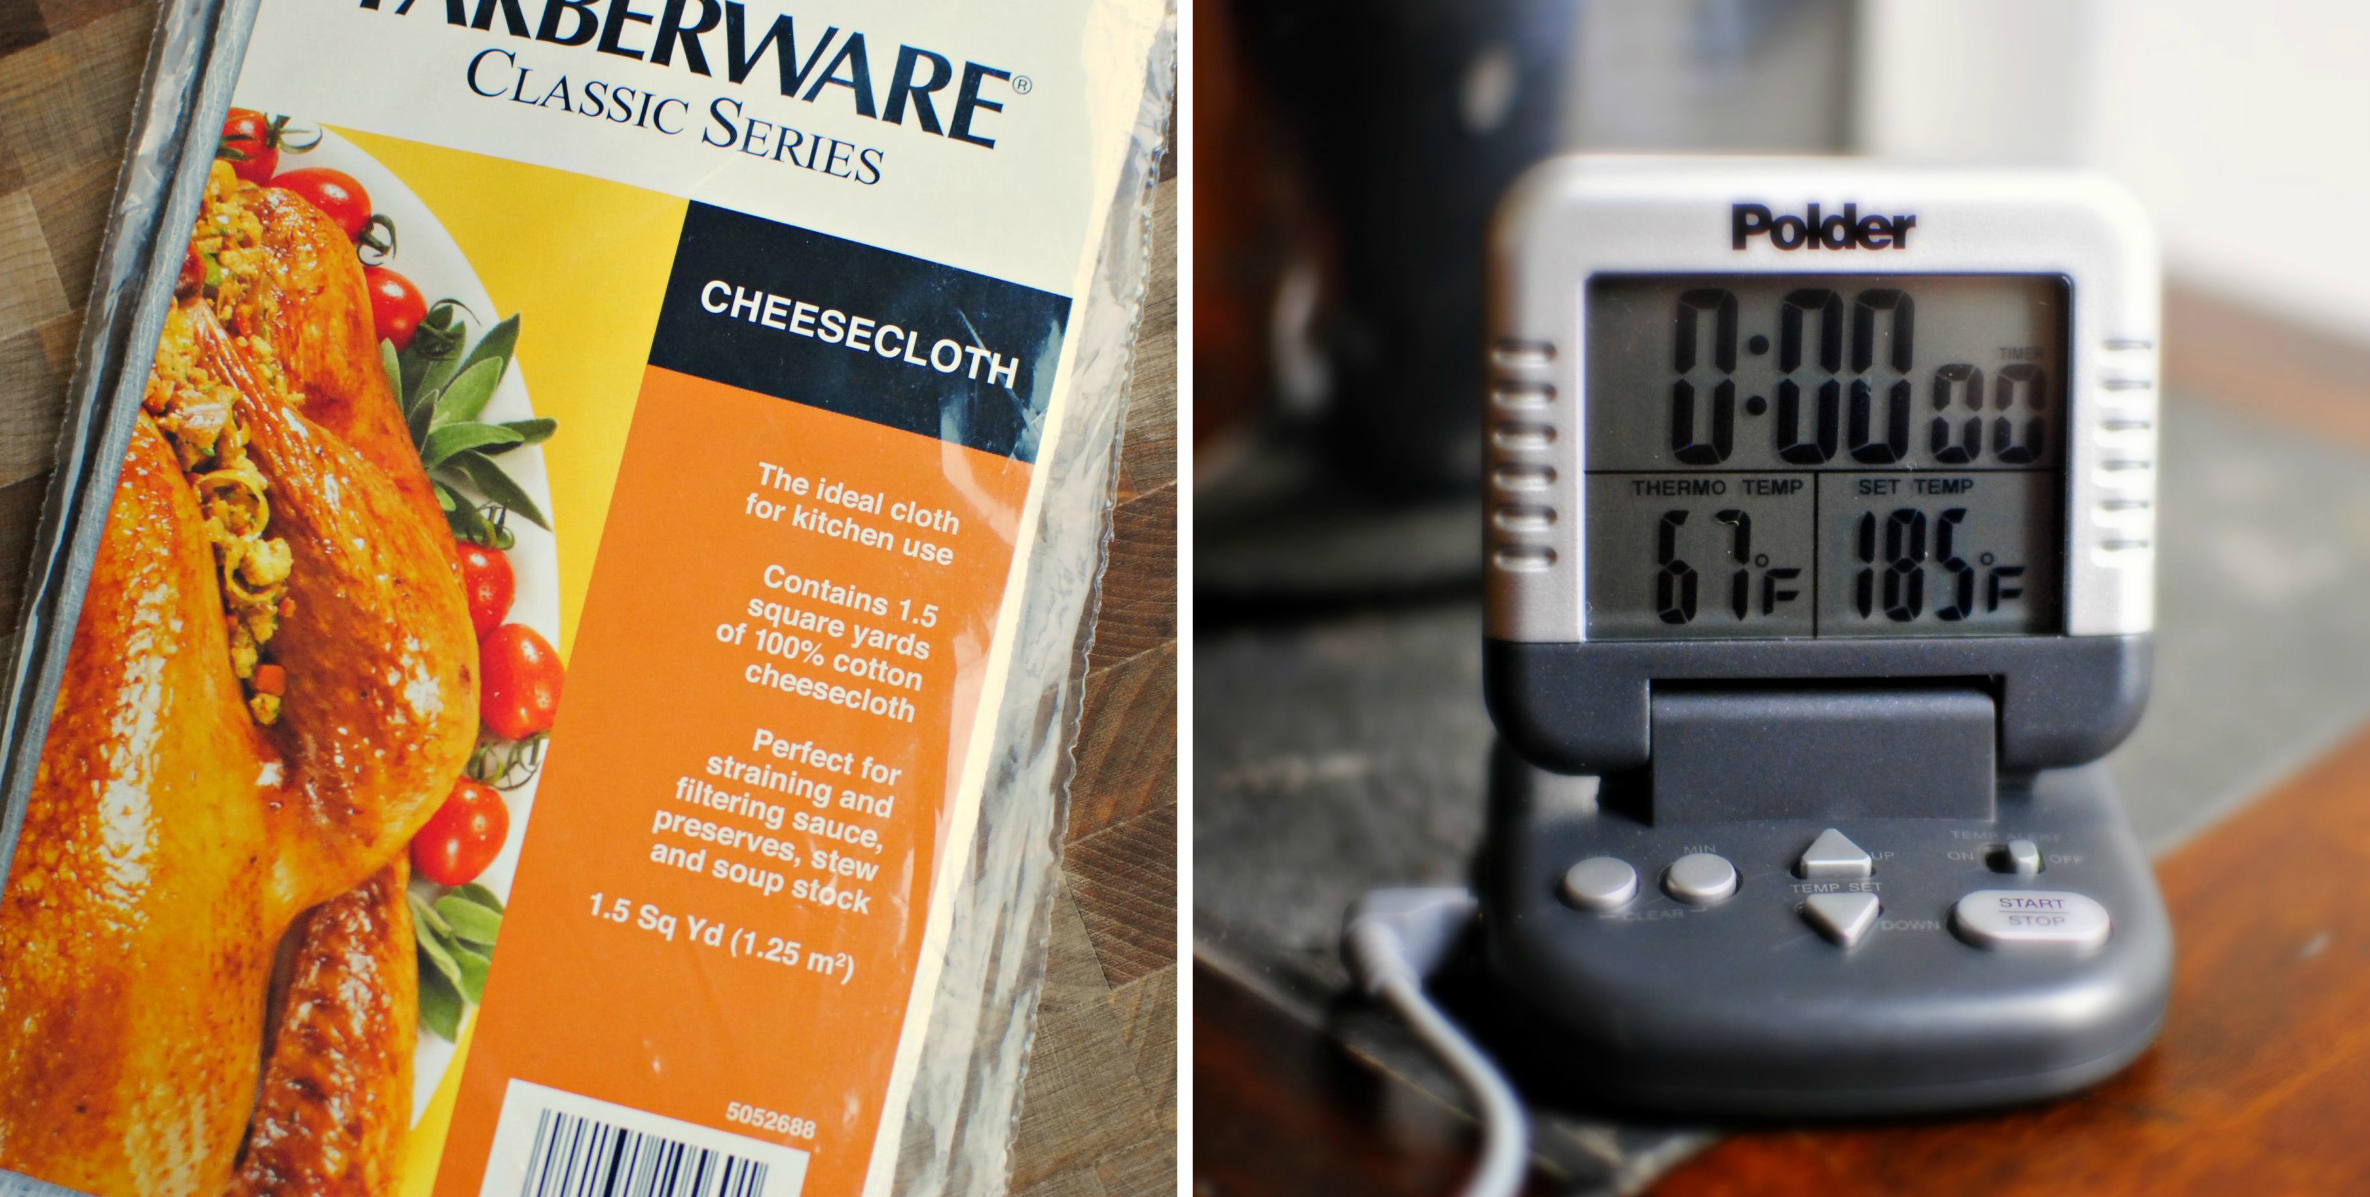 FARBERWARE®
CLASSIC SERIES
CHEESECLOTH
The ideal cloth
for kitchen use
Contains 1.5
square yards
of 100% cotton
cheesecloth
Perfect for
straining and
filtering sauce,
preserves, stew
and soup stock
1.5 Sq Yd (1.25 m²)
5052688
Polder
0:00 00
TIMER
THERMO TEMP
SET TEMP
67°F
185°F
MIN
CLEAR
UP
TEMP SET
DOWN
TEMP ALERT
ON
OFF
START
STOP